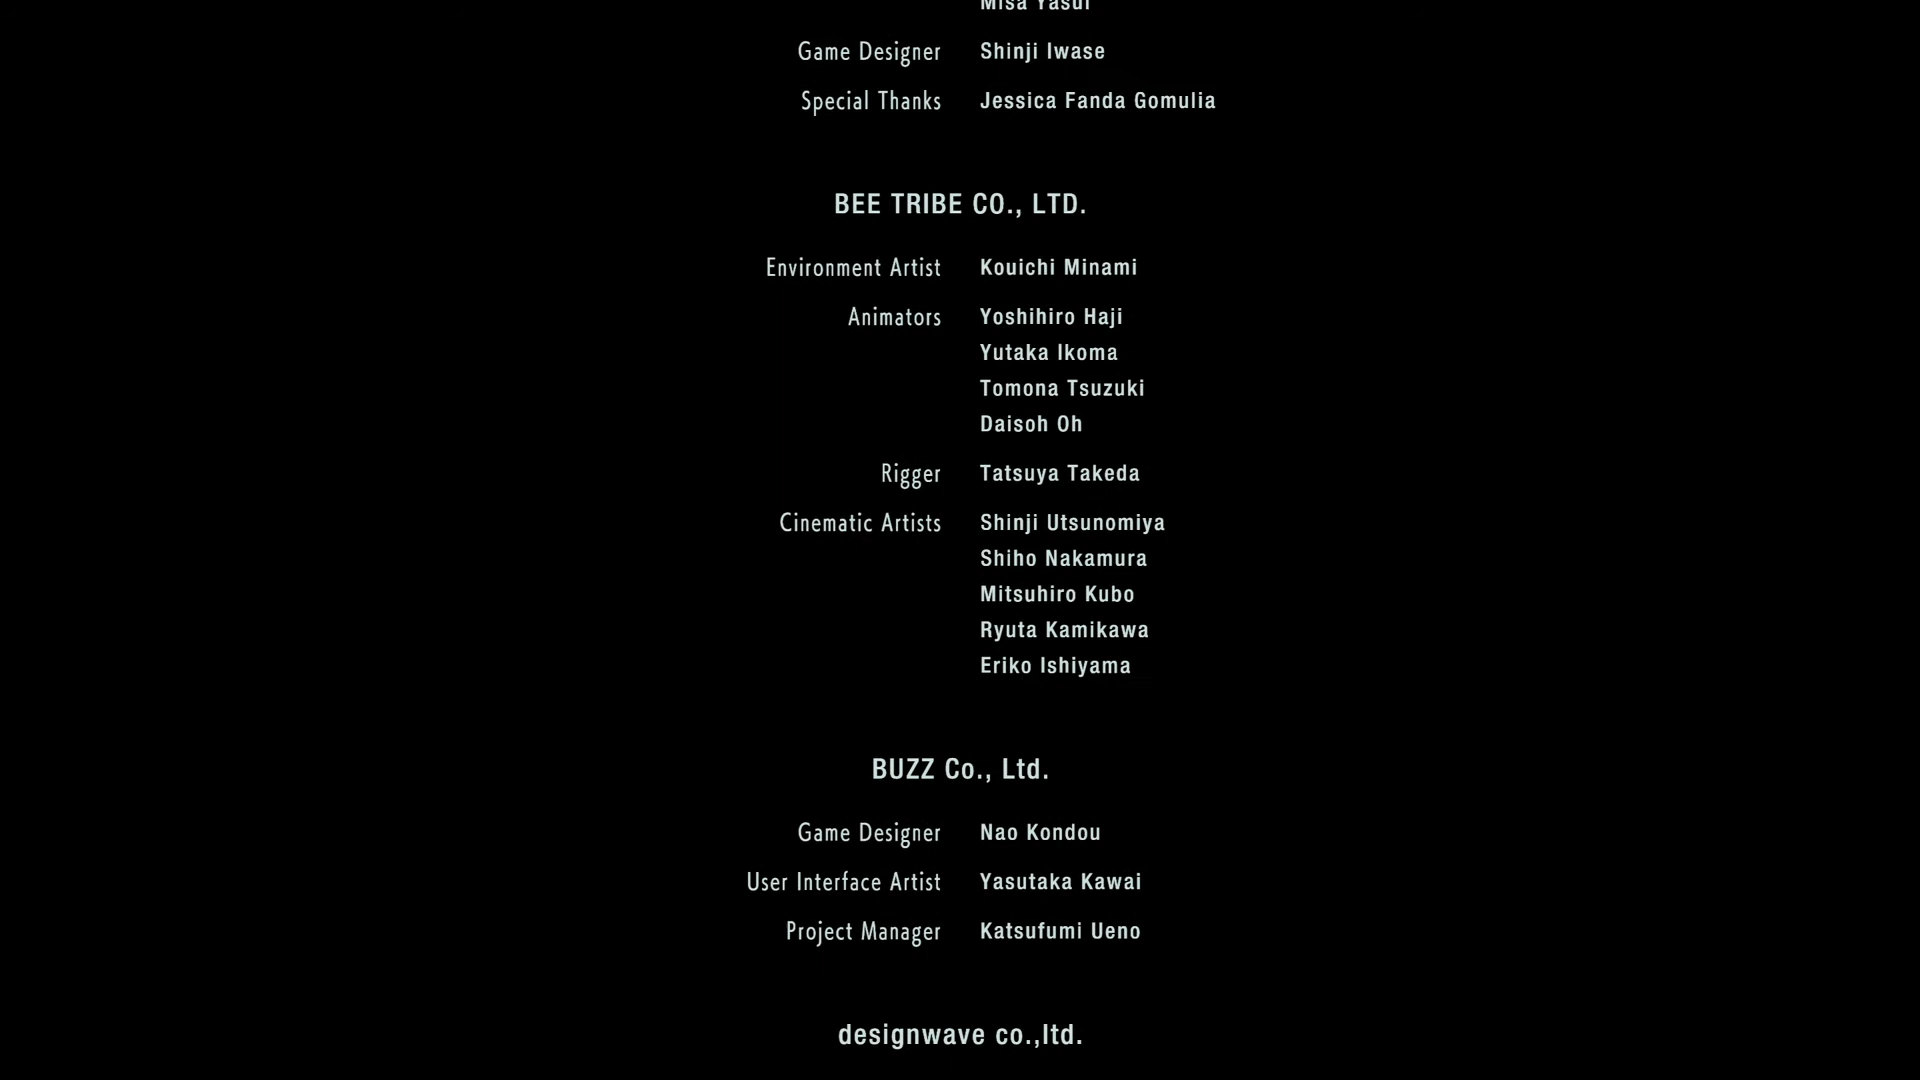 Misa Yasui
Game Designer Shinji Iwase
Special Thanks Jessica Fanda Gomulia
BEE TRIBE CO., LTD.
Environment Artist Kouichi Minami
Animators Yoshihiro Haji
Yutaka Ikoma
Tomona Tsuzuki
Daisoh Oh
Rigger Tatsuya Takeda
Cinematic Artists Shinji Utsunomiya
Shiho Nakamura
Mitsuhiro Kubo
Ryuta Kamikawa
Eriko Ishiyama
BUZZ Co., Ltd.
Game Designer Nao Kondou
User Interface Artist Yasutaka Kawai
Project Manager Katsufumi Ueno
designwave co.,ltd.